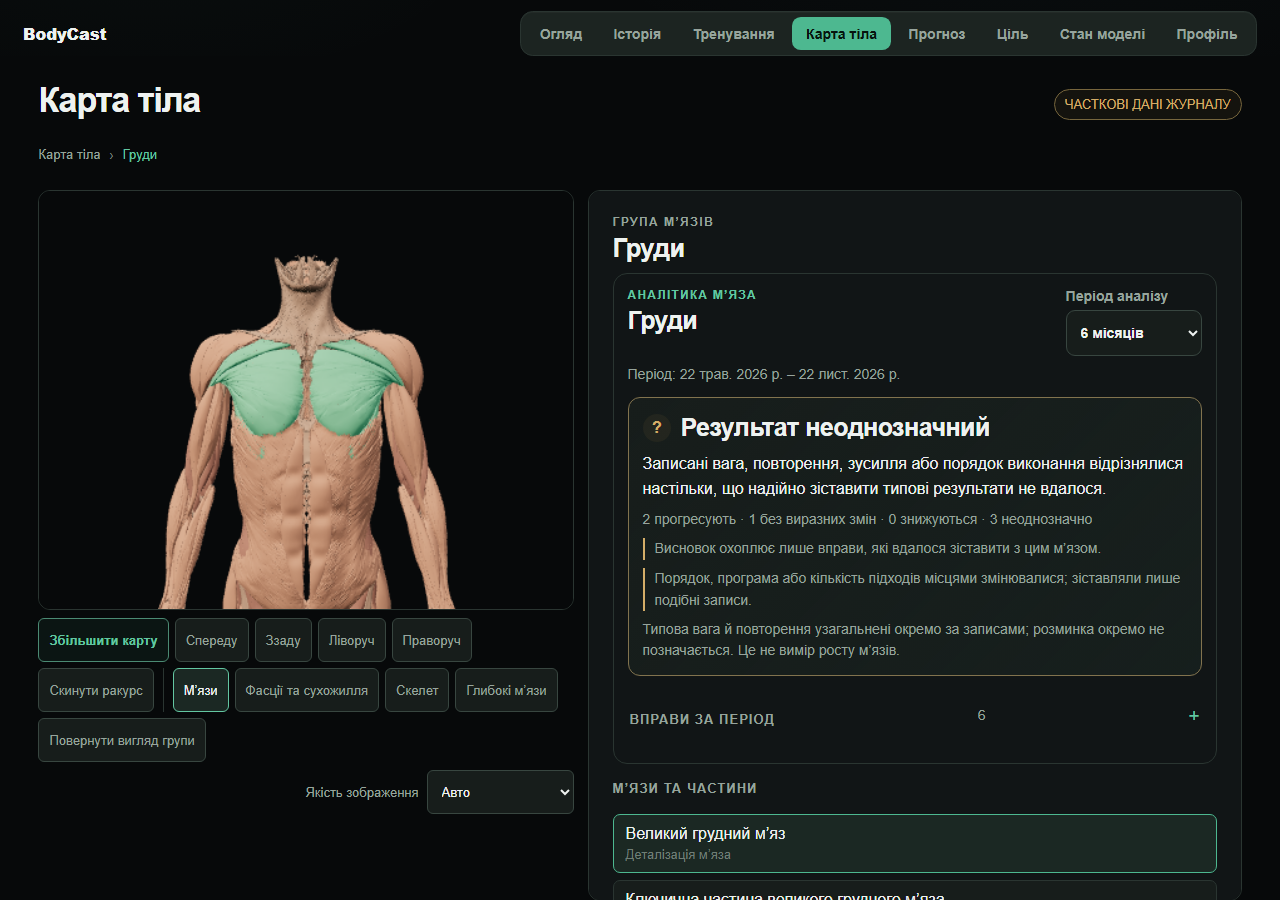 BodyCast
Огляд
Історія
Тренування
Карта тіла
Прогноз
Ціль
Стан моделі
Профіль
Карта тіла
ЧАСТКОВІ ДАНІ ЖУРНАЛУ
Карта тіла › Груди
ГРУПА М’ЯЗІВ
Груди
АНАЛІТИКА М’ЯЗА
Груди
Період аналізу
6 місяців
Період: 22 трав. 2026 р. – 22 лист. 2026 р.
? Результат неоднозначний
Записані вага, повторення, зусилля або порядок виконання відрізнялися
настільки, що надійно зіставити типові результати не вдалося.
2 прогресують · 1 без виразних змін · 0 знижуються · 3 неоднозначно
Висновок охоплює лише вправи, які вдалося зіставити з цим м’язом.
Порядок, програма або кількість підходів місцями змінювалися; зіставляли лише
подібні записи.
Типова вага й повторення узагальнені окремо за записами; розминка окремо не
позначається. Це не вимір росту м’язів.
ВПРАВИ ЗА ПЕРІОД 6 +
М’ЯЗИ ТА ЧАСТИНИ
Великий грудний м’яз
Деталізація м’яза
Ключична частина великого грудного м’яза
Збільшити карту
Спереду
Ззаду
Ліворуч
Праворуч
Скинути ракурс
М’язи
Фасції та сухожилля
Скелет
Глибокі м’язи
Повернути вигляд групи
Якість зображення
Авто